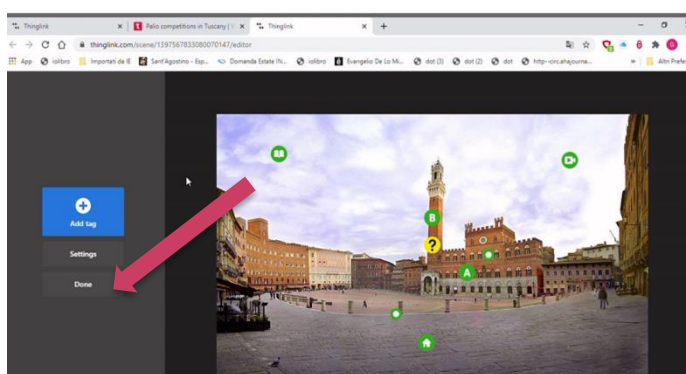 Thinglink
Palio competitions in Tuscany (
Thinglink
thinglink.com/scene/1397567833080070147/editor
App
iolibro
Importati da IE
Sant'Agostino - Esp...
Domanda Estate IN...
iolibro
Evangelio De Lo Mi...
dot (3)
dot (2)
dot
http--circ.ahajourna...
Altri Prefer
Add tag
Settings
Done
B
?
A